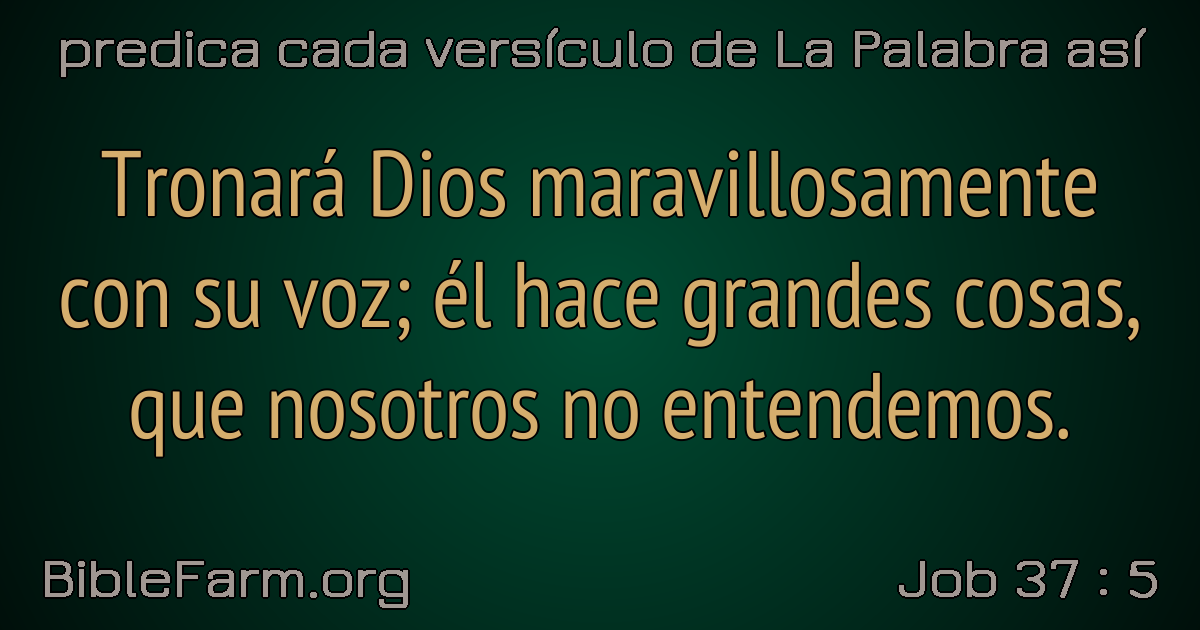 predica cada versículo de La Palabra así
Tronará Dios maravillosamente
con su voz; él hace grandes cosas,
que nosotros no entendemos.
BibleFarm.org
Job 37 : 5